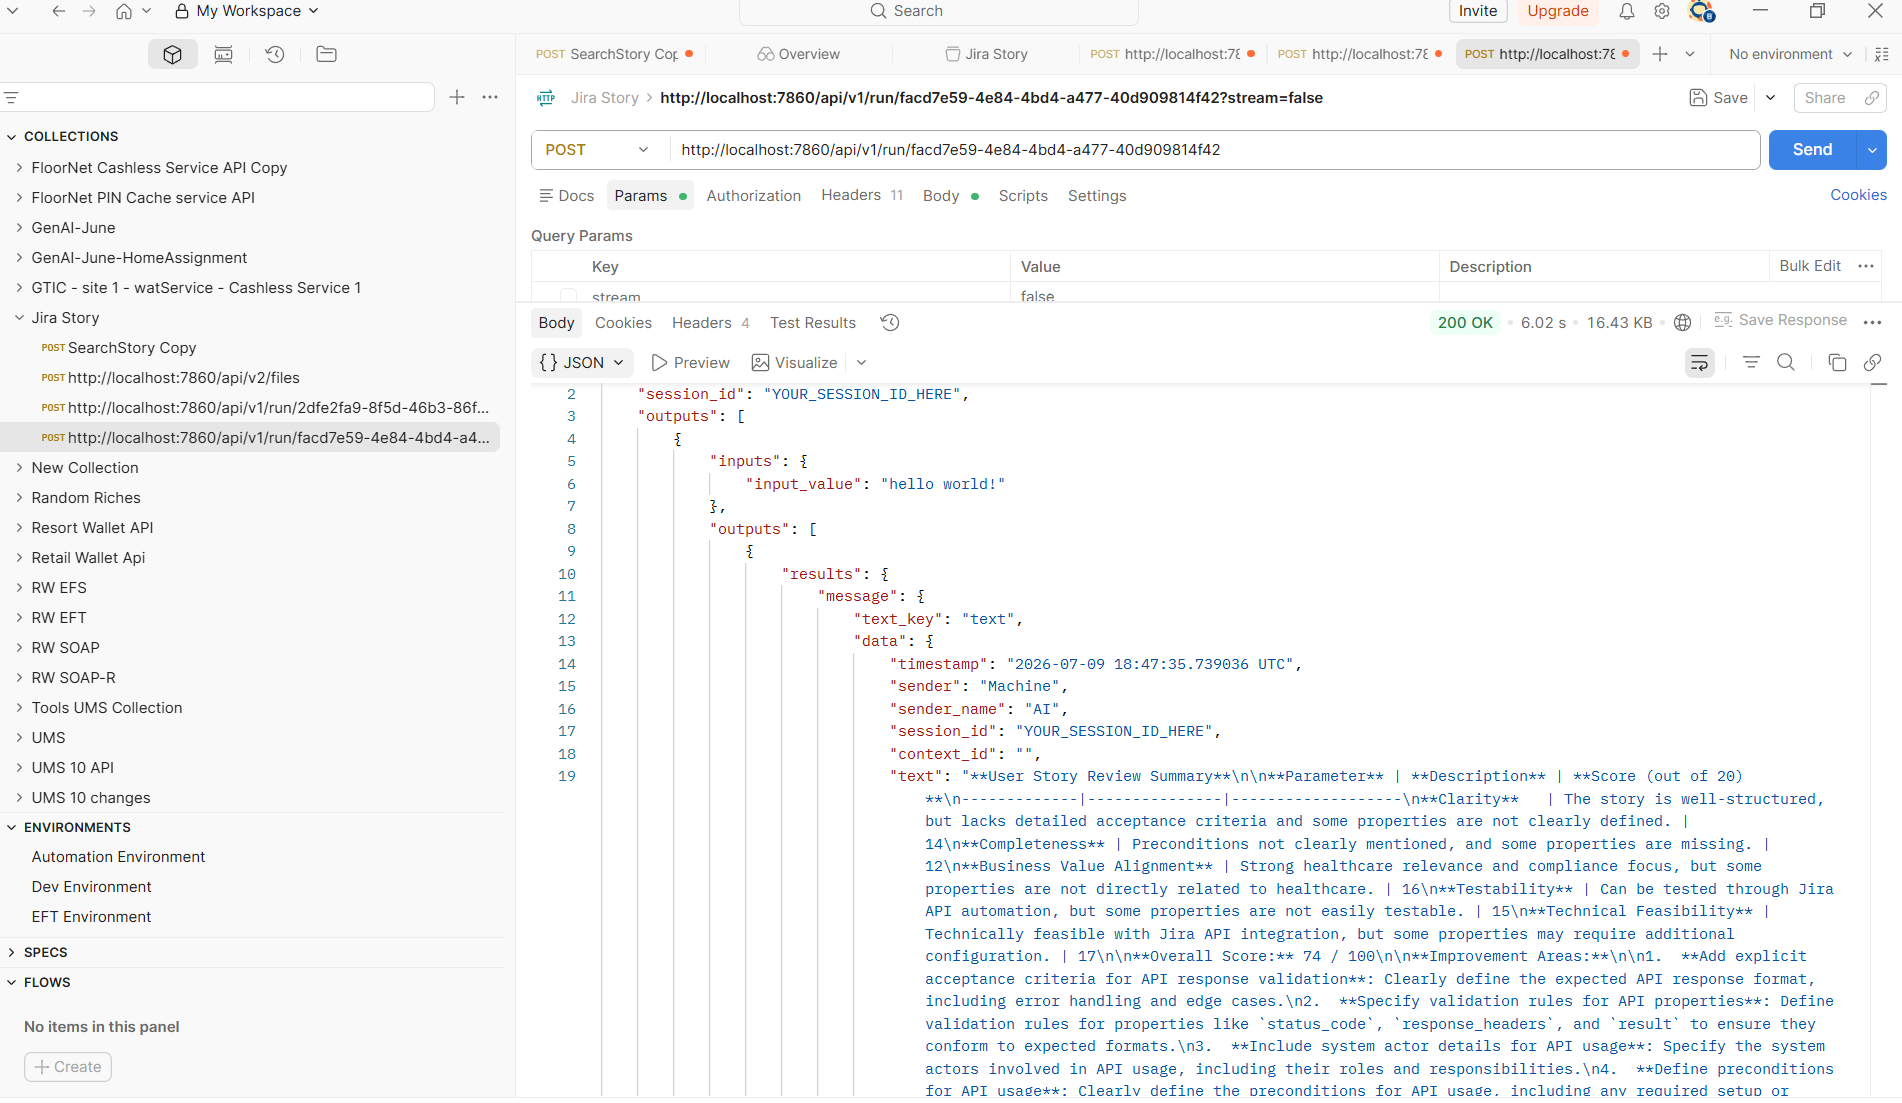 My Workspace
Search
Invite
Upgrade
POST SearchStory Cop
Overview
Jira Story
POST http://localhost:78
POST http://localhost:78
POST http://localhost:78
No environment
HTTP Jira Story > http://localhost:7860/api/v1/run/facd7e59-4e84-4bd4-a477-40d909814f42?stream=false
Save
Share
POST http://localhost:7860/api/v1/run/facd7e59-4e84-4bd4-a477-40d909814f42
Send
Docs Params Authorization Headers 11 Body Scripts Settings
Cookies
Query Params
Key Value Description Bulk Edit
stream false
Body Cookies Headers 4 Test Results
200 OK • 6.02 s • 16.43 KB
e.g. Save Response
{} JSON Preview Visualize
COLLECTIONS
FloorNet Cashless Service API Copy
FloorNet PIN Cache service API
GenAI-June
GenAI-June-HomeAssignment
GTIC - site 1 - watService - Cashless Service 1
Jira Story
POST SearchStory Copy
POST http://localhost:7860/api/v2/files
POST http://localhost:7860/api/v1/run/2dfe2fa9-8f5d-46b3-86f...
POST http://localhost:7860/api/v1/run/facd7e59-4e84-4bd4-a4...
New Collection
Random Riches
Resort Wallet API
Retail Wallet Api
RW EFS
RW EFT
RW SOAP
RW SOAP-R
Tools UMS Collection
UMS
UMS 10 API
UMS 10 changes
ENVIRONMENTS
Automation Environment
Dev Environment
EFT Environment
SPECS
FLOWS
No items in this panel
+ Create
2 "session_id": "YOUR_SESSION_ID_HERE",
3 "outputs": [
4 {
5 "inputs": {
6 "input_value": "hello world!"
7 },
8 "outputs": [
9 {
10 "results": {
11 "message": {
12 "text_key": "text",
13 "data": {
14 "timestamp": "2026-07-09 18:47:35.739036 UTC",
15 "sender": "Machine",
16 "sender_name": "AI",
17 "session_id": "YOUR_SESSION_ID_HERE",
18 "context_id": "",
19 "text": "**User Story Review Summary**\n\n**Parameter** | **Description** | **Score (out of 20)
**\n-------------|---------------|-------------------\n**Clarity**   | The story is well-structured,
but lacks detailed acceptance criteria and some properties are not clearly defined. |
14\n**Completeness** | Preconditions not clearly mentioned, and some properties are missing. |
12\n**Business Value Alignment** | Strong healthcare relevance and compliance focus, but some
properties are not directly related to healthcare. | 16\n**Testability** | Can be tested through Jira
API automation, but some properties are not easily testable. | 15\n**Technical Feasibility** |
Technically feasible with Jira API integration, but some properties may require additional
configuration. | 17\n\n**Overall Score:** 74 / 100\n\n**Improvement Areas:**\n\n1.  **Add explicit
acceptance criteria for API response validation**: Clearly define the expected API response format,
including error handling and edge cases.\n2.  **Specify validation rules for API properties**: Define
validation rules for properties like `status_code`, `response_headers`, and `result` to ensure they
conform to expected formats.\n3.  **Include system actor details for API usage**: Specify the system
actors involved in API usage, including their roles and responsibilities.\n4.  **Define preconditions
for API usage**: Clearly define the preconditions for API usage, including any required setup or